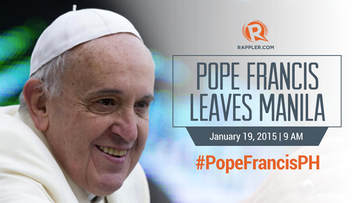 R
RAPPLER.COM
POPE FRANCIS
LEAVES MANILA
January 19, 2015 | 9 AM
#PopeFrancisPH